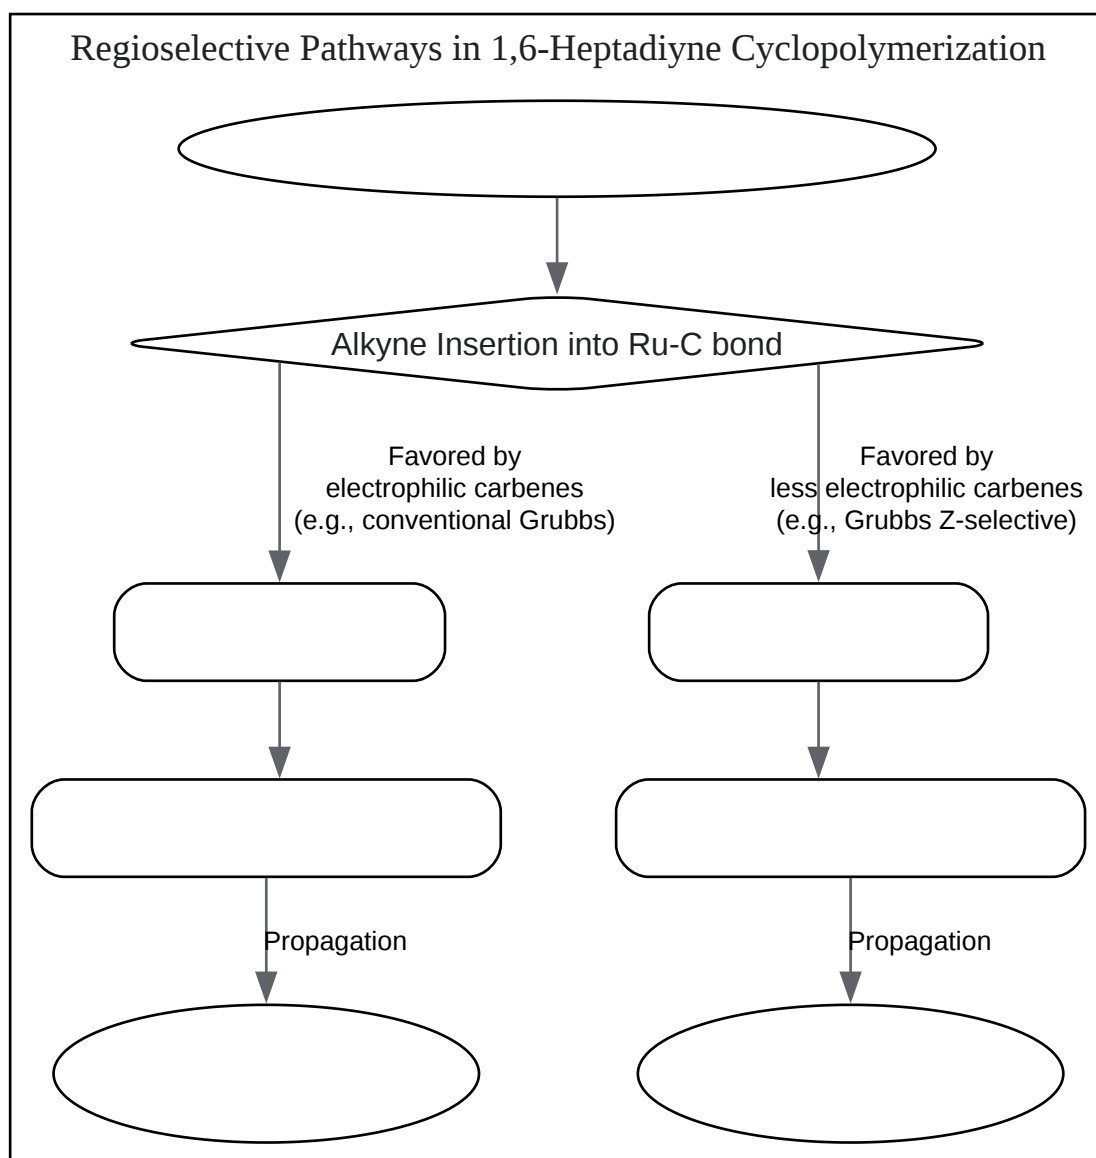 Regioselective Pathways in 1,6-Heptadiyne Cyclopolymerization
Alkyne Insertion into Ru-C bond
Favored by
electrophilic carbenes
(e.g., conventional Grubbs)
Favored by
less electrophilic carbenes
(e.g., Grubbs Z-selective)
Propagation
Propagation